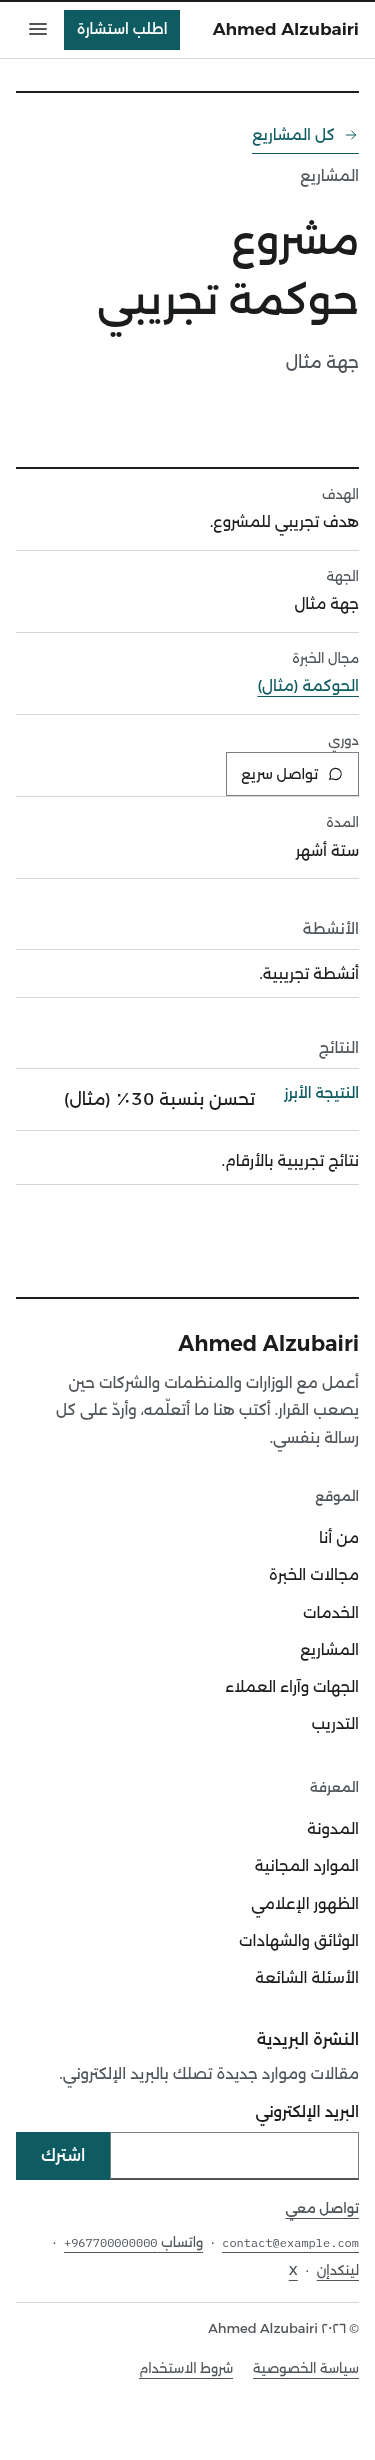 Ahmed Alzubairi
اطلب استشارة
→ كل المشاريع
المشاريع
مشروع
حوكمة تجريبي
جهة مثال
الهدف
هدف تجريبي للمشروع.
الجهة
جهة مثال
مجال الخبرة
الحوكمة (مثال)
دوري
تواصل سريع
المدة
ستة أشهر
الأنشطة
أنشطة تجريبية.
النتائج
النتيجة الأبرز
تحسن بنسبة 30٪ (مثال)
نتائج تجريبية بالأرقام.
Ahmed Alzubairi
أعمل مع الوزارات والمنظمات والشركات حين
يصعب القرار. أكتب هنا ما أتعلّمه، وأردّ على كل
رسالة بنفسي.
الموقع
من أنا
مجالات الخبرة
الخدمات
المشاريع
الجهات وآراء العملاء
التدريب
المعرفة
المدونة
الموارد المجانية
الظهور الإعلامي
الوثائق والشهادات
الأسئلة الشائعة
النشرة البريدية
مقالات وموارد جديدة تصلك بالبريد الإلكتروني.
البريد الإلكتروني
اشترك
تواصل معي
contact@example.com · واتساب +967700000000 ·
لينكدإن · X
© ٢٠٢٦ Ahmed Alzubairi
سياسة الخصوصية شروط الاستخدام